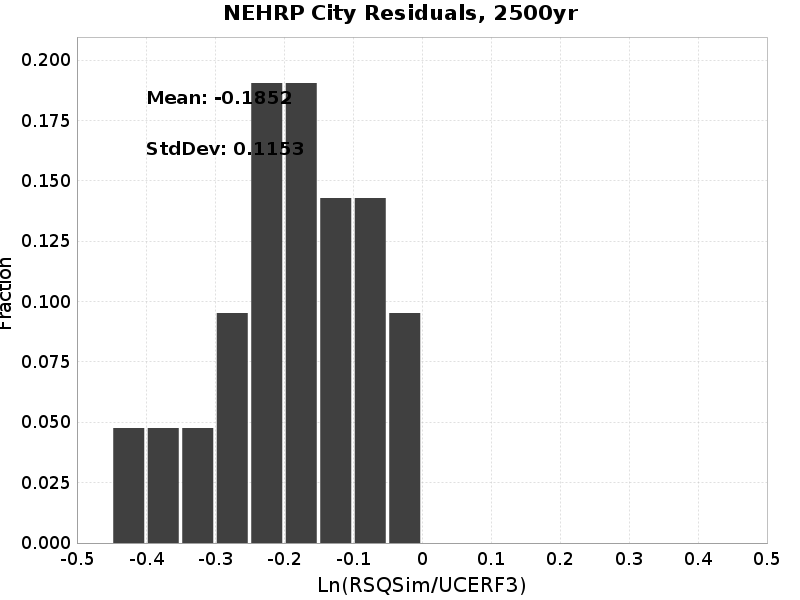 NEHRP City Residuals, 2500yr
0.200
Mean: -0.1852
0.175
StdDev: 0.1153
0.150
0.125
0.100
0.075
0.050
0.025
0.000
Fraction
-0.5 -0.4 -0.3 -0.2 -0.1 0 0.1 0.2 0.3 0.4 0.5
Ln(RSQSim/UCERF3)